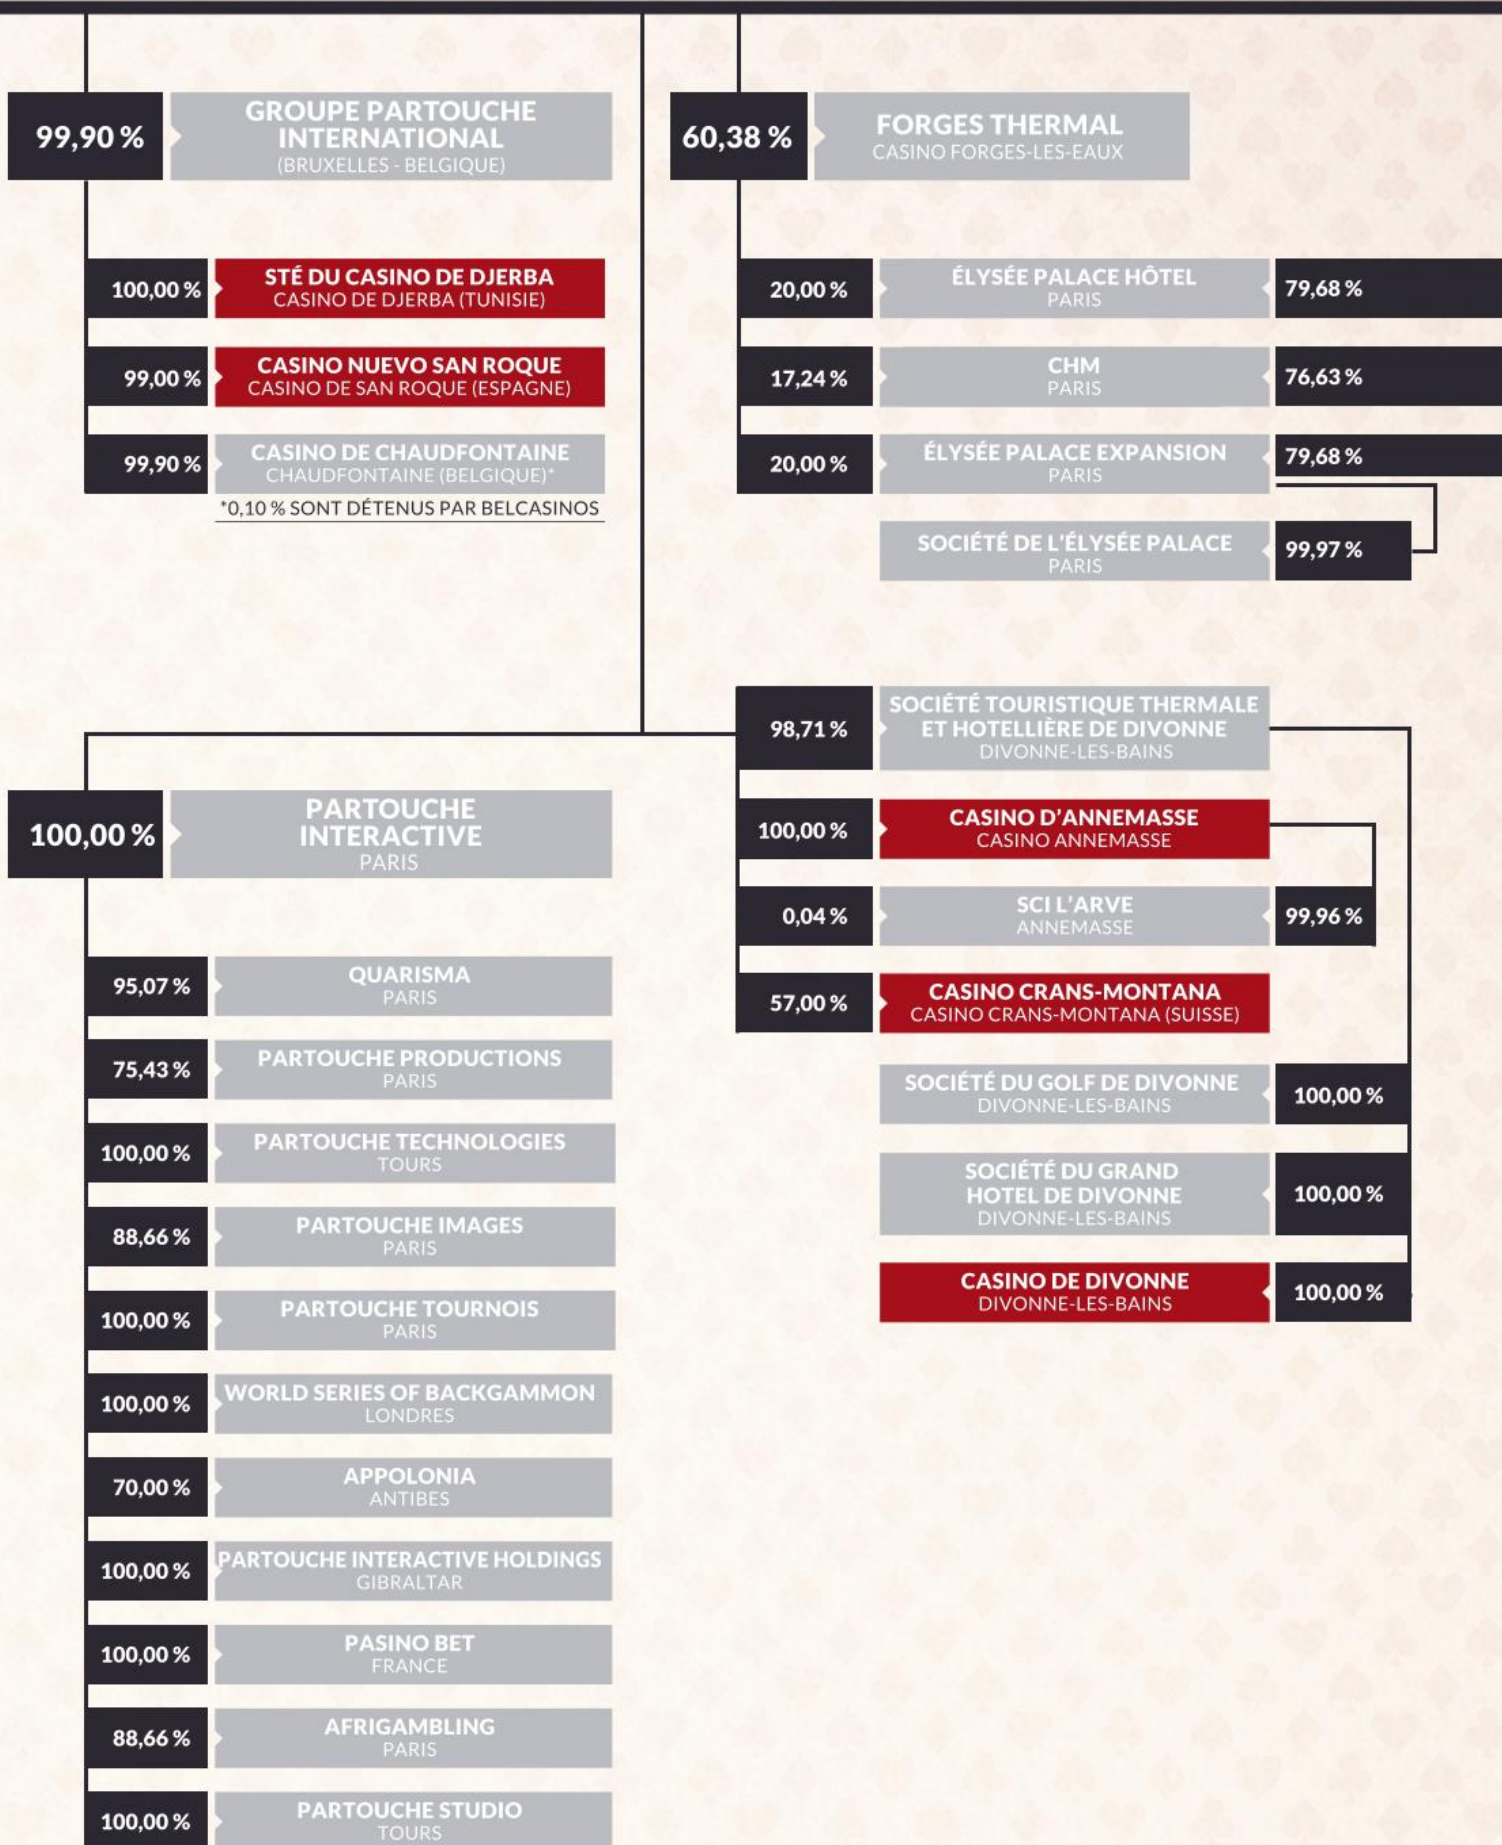 99,90 %
GROUPE PARTOUCHE
INTERNATIONAL
(BRUXELLES - BELGIQUE)
100,00 %
STÉ DU CASINO DE DJERBA
CASINO DE DJERBA (TUNISIE)
99,00 %
CASINO NUEVO SAN ROQUE
CASINO DE SAN ROQUE (ESPAGNE)
99,90 %
CASINO DE CHAUDFONTAINE
CHAUDFONTAINE (BELGIQUE)*
*0,10 % SONT DÉTENUS PAR BELCASINOS
60,38 %
FORGES THERMAL
CASINO FORGES-LES-EAUX
20,00 %
ÉLYSÉE PALACE HÔTEL
PARIS
79,68 %
17,24 %
CHM
PARIS
76,63 %
20,00 %
ÉLYSÉE PALACE EXPANSION
PARIS
79,68 %
SOCIÉTÉ DE L'ÉLYSÉE PALACE
PARIS
99,97 %
100,00 %
PARTOUCHE
INTERACTIVE
PARIS
95,07 %
QUARISMA
PARIS
75,43 %
PARTOUCHE PRODUCTIONS
PARIS
100,00 %
PARTOUCHE TECHNOLOGIES
TOURS
88,66 %
PARTOUCHE IMAGES
PARIS
100,00 %
PARTOUCHE TOURNOIS
PARIS
100,00 %
WORLD SERIES OF BACKGAMMON
LONDRES
70,00 %
APPOLONIA
ANTIBES
100,00 %
PARTOUCHE INTERACTIVE HOLDINGS
GIBRALTAR
100,00 %
PASINO BET
FRANCE
88,66 %
AFRIGAMBLING
PARIS
100,00 %
PARTOUCHE STUDIO
TOURS
98,71 %
SOCIÉTÉ TOURISTIQUE THERMALE
ET HOTELLIÈRE DE DIVONNE
DIVONNE-LES-BAINS
100,00 %
CASINO D'ANNEMASSE
CASINO ANNEMASSE
0,04 %
SCI L'ARVE
ANNEMASSE
99,96 %
57,00 %
CASINO CRANS-MONTANA
CASINO CRANS-MONTANA (SUISSE)
SOCIÉTÉ DU GOLF DE DIVONNE
DIVONNE-LES-BAINS
100,00 %
SOCIÉTÉ DU GRAND
HOTEL DE DIVONNE
DIVONNE-LES-BAINS
100,00 %
CASINO DE DIVONNE
DIVONNE-LES-BAINS
100,00 %